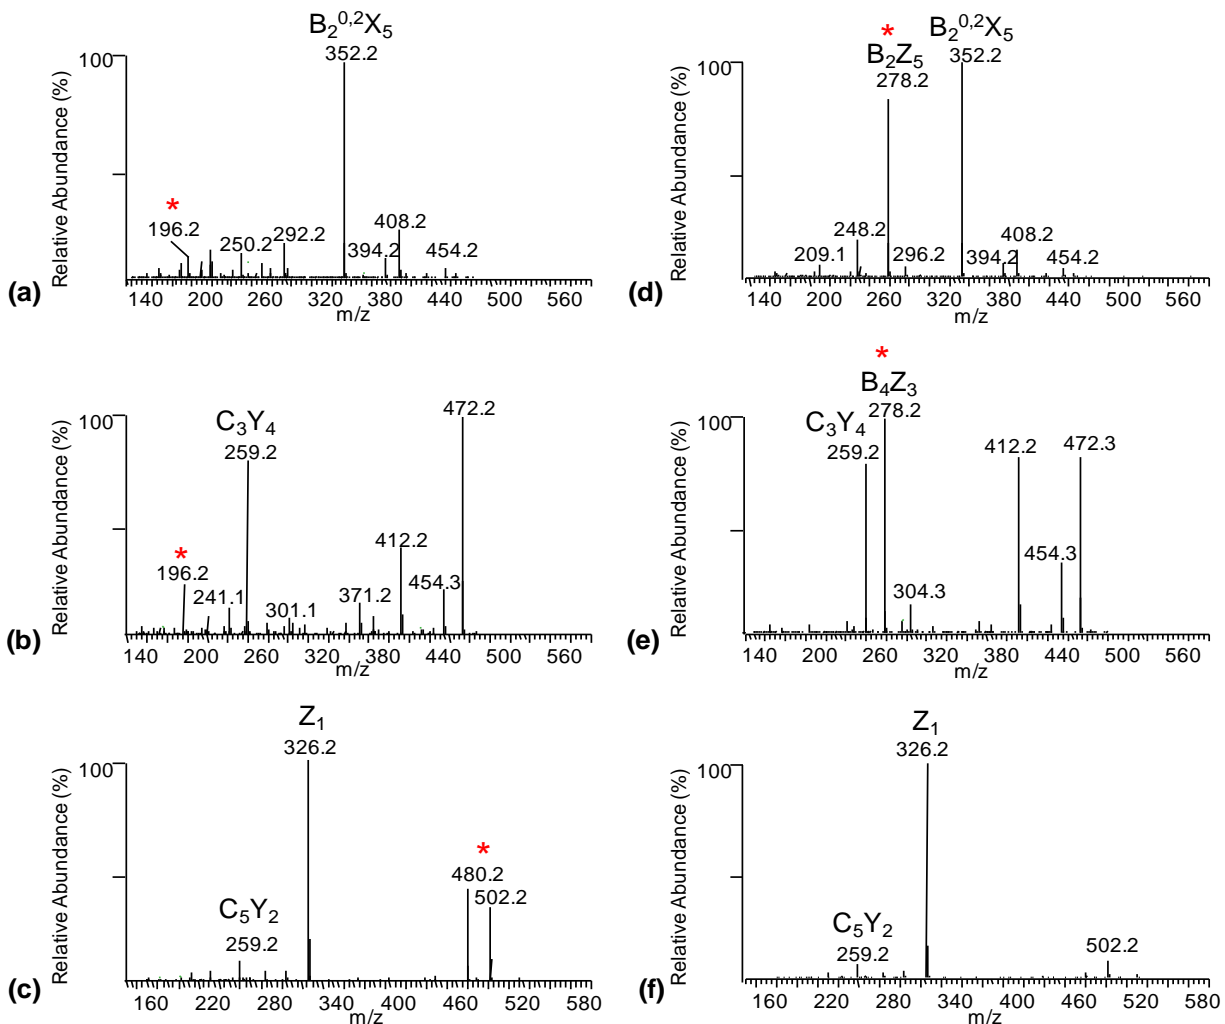 B₂⁰,²X₅
352.2
100
Relative Abundance (%)
*
196.2
250.2
292.2
394.2
408.2
454.2
140 200 260 320 380 440 500 560
m/z
(a)
*
B₂Z₅
278.2
B₂⁰,²X₅
352.2
100
Relative Abundance (%)
209.1
248.2
296.2
394.2
408.2
454.2
140 200 260 320 380 440 500 560
m/z
(d)
C₃Y₄
259.2
472.2
100
Relative Abundance (%)
*
196.2
241.1
301.1
371.2
412.2
454.3
140 200 260 320 380 440 500 560
m/z
(b)
*
B₄Z₃
278.2
C₃Y₄
259.2
412.2
472.3
100
Relative Abundance (%)
304.3
454.3
140 200 260 320 380 440 500 560
m/z
(e)
Z₁
326.2
100
Relative Abundance (%)
C₅Y₂
259.2
*
480.2
502.2
160 220 280 340 400 460 520 580
m/z
(c)
Z₁
326.2
100
Relative Abundance (%)
C₅Y₂
259.2
502.2
160 220 280 340 400 460 520 580
m/z
(f)